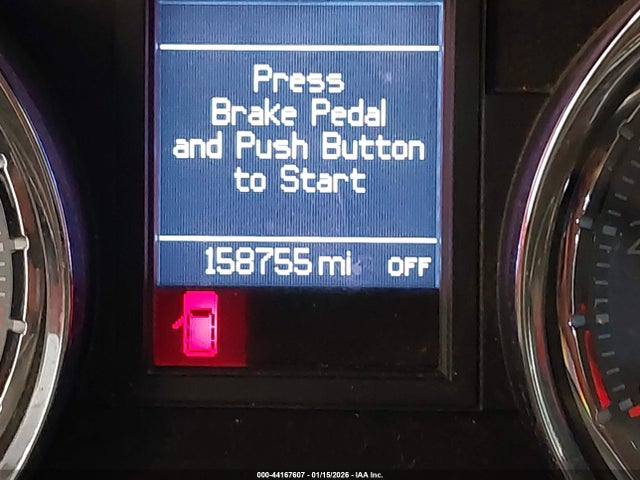 Press
Brake Pedal
and Push Button
to Start
158755 mi OFF
000-44167607 - 01/15/2026 - IAA Inc.